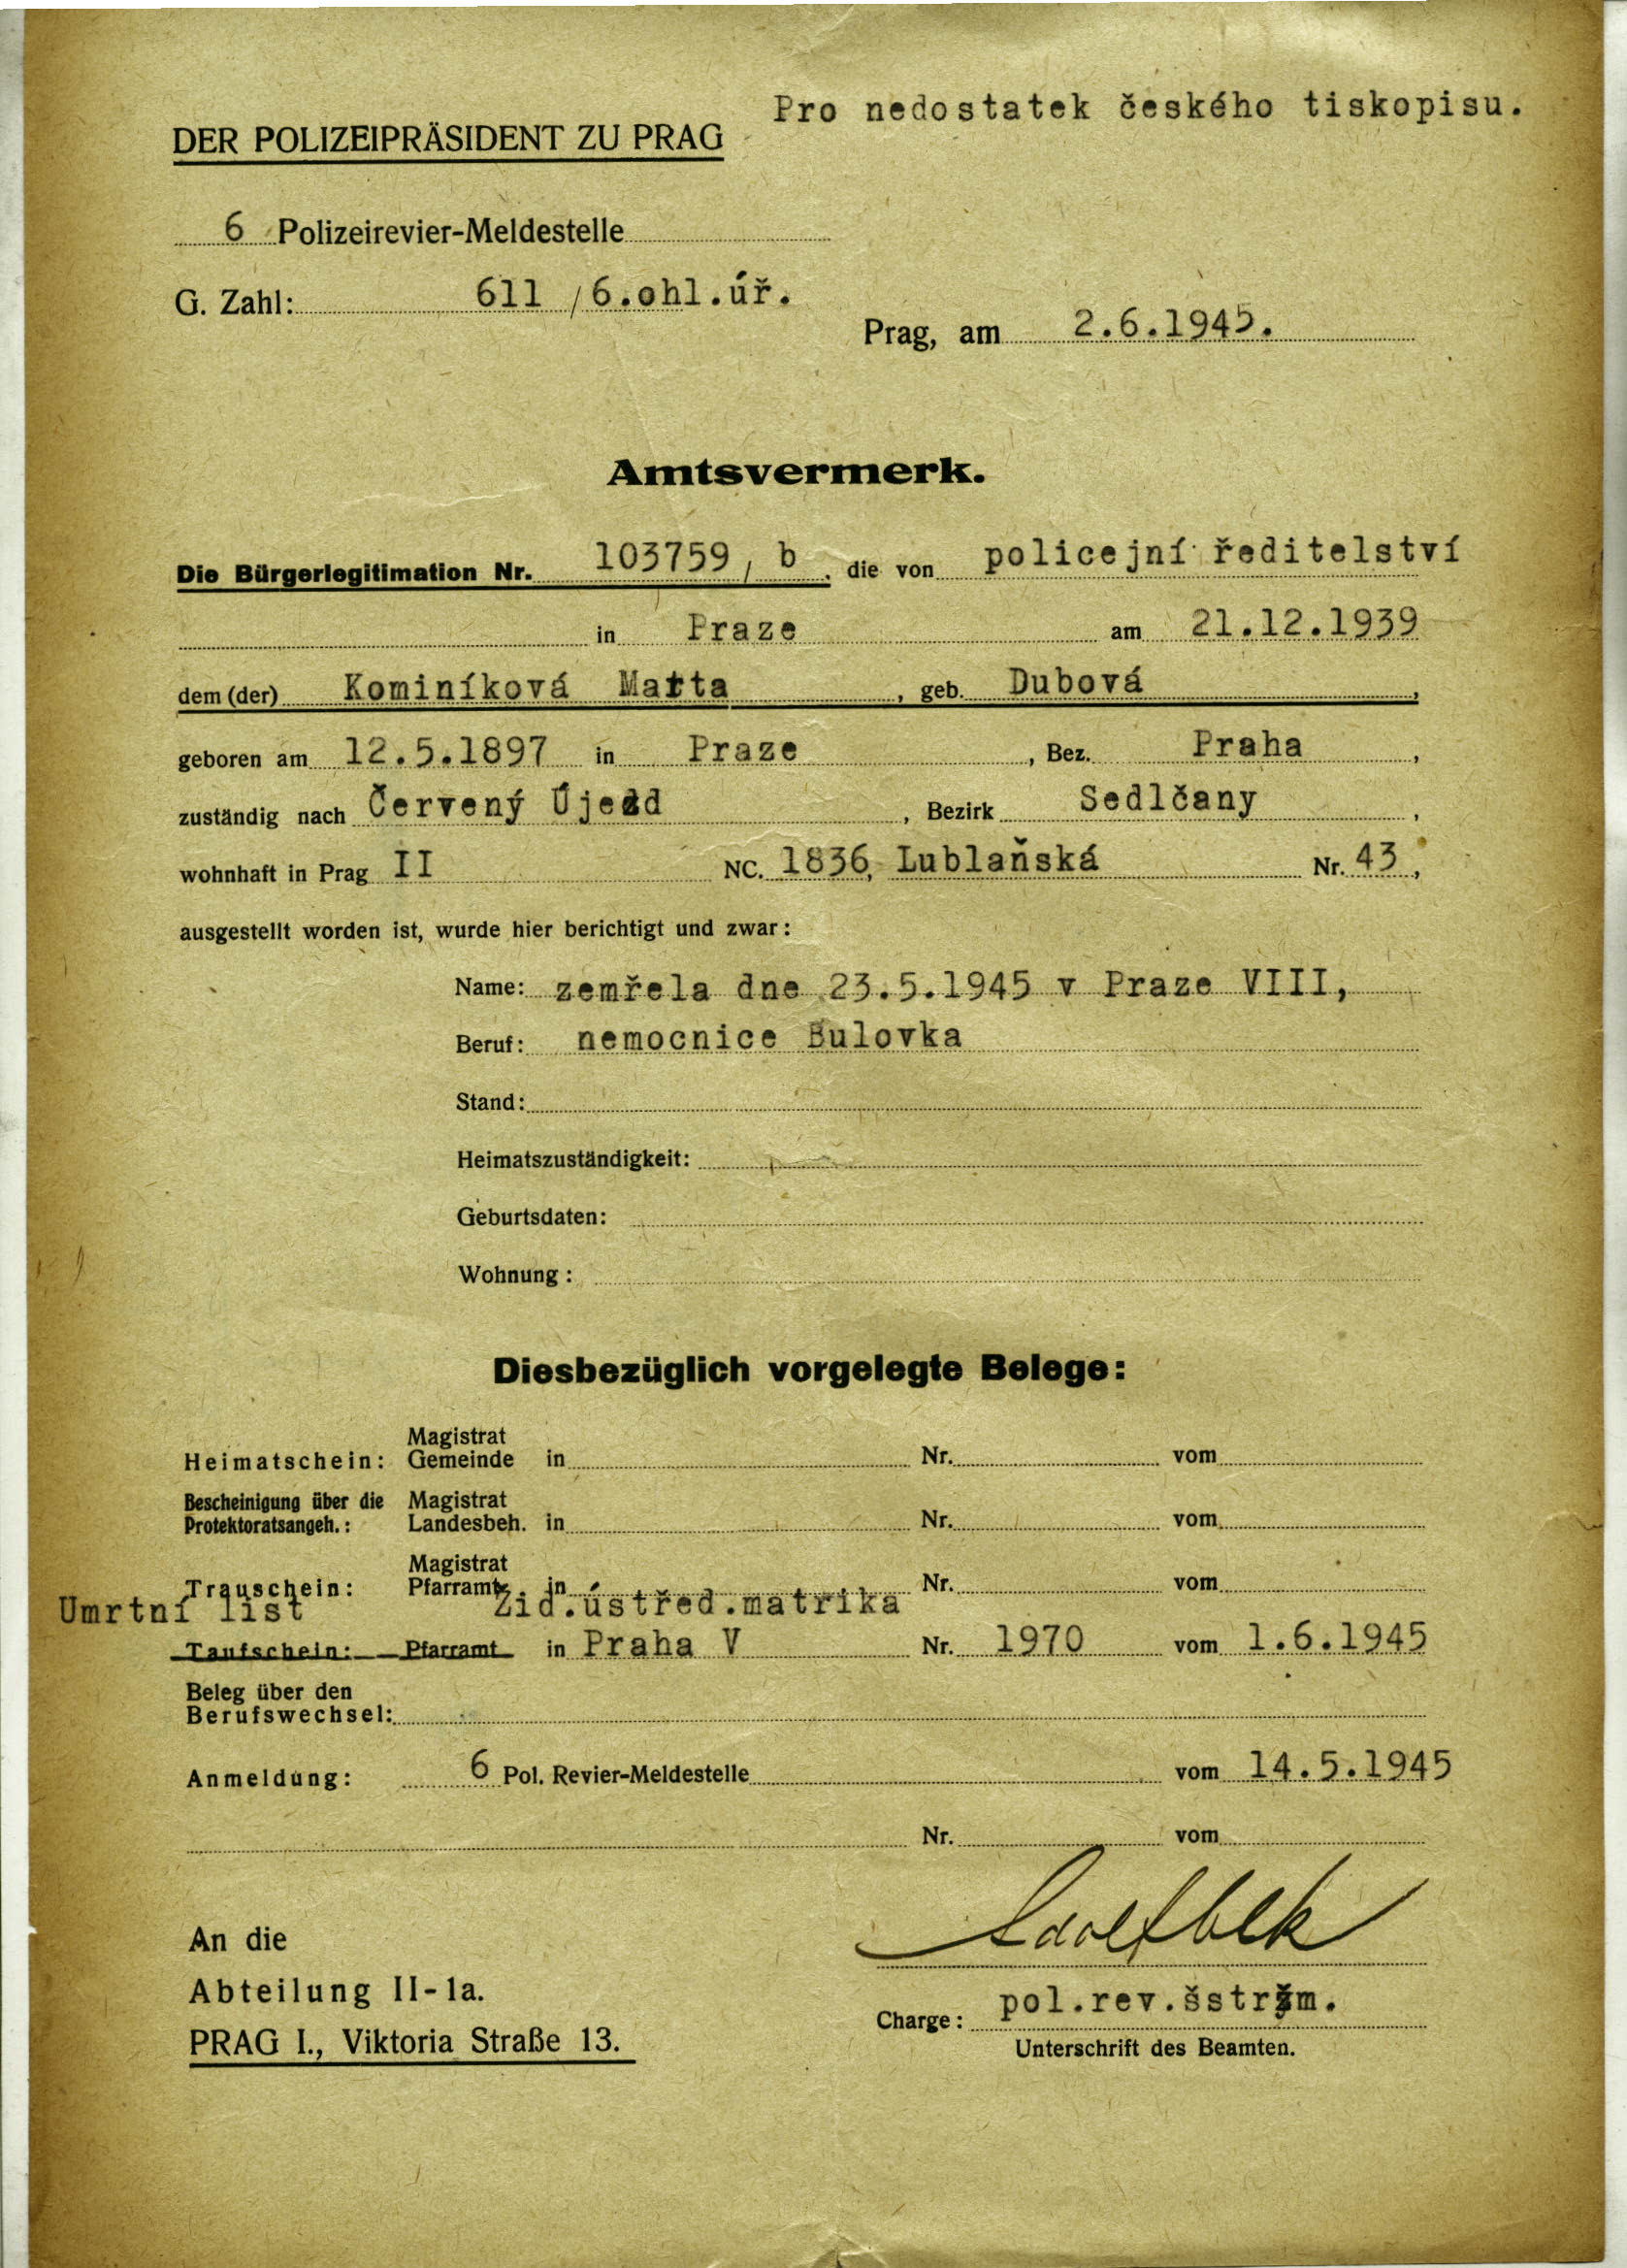 Pro nedostatek českého tiskopisu.
DER POLIZEIPRÄSIDENT ZU PRAG
6 Polizeirevier-Meldestelle
G. Zahl: 611 / 6.ohl.úř.
Prag, am 2.6.1945.
Amtsvermerk.
Die Bürgerlegitimation Nr. 103759 / b , die von policejní ředitelství
in Praze am 21.12.1939
dem (der) Kominíková Marta , geb. Dubová ,
geboren am 12.5.1897 in Praze , Bez. Praha ,
zuständig nach Červený Újezd , Bezirk Sedlčany ,
wohnhaft in Prag II NC. 1836, Lublaňská Nr. 43 ,
ausgestellt worden ist, wurde hier berichtigt und zwar:
Name: zemřela dne 23.5.1945 v Praze VIII,
Beruf: nemocnice Bulovka
Stand:
Heimatszuständigkeit:
Geburtsdaten:
Wohnung:
Diesbezüglich vorgelegte Belege:
Magistrat
Heimatschein: Gemeinde in Nr. vom
Bescheinigung über die Magistrat
Protektoratsangeh.: Landesbeh. in Nr. vom
Magistrat
Trauschein: Pfarramt in Nr. vom
Umrtní list Žid.ústřed.matrika
Taufschein: Pfarramt in Praha V Nr. 1970 vom 1.6.1945
Beleg über den
Berufswechsel:
Anmeldung: 6 Pol. Revier-Meldestelle vom 14.5.1945
Nr. vom
An die
Abteilung II-1a.
PRAG I., Viktoria Straße 13.
Charge: pol.rev.šstržm.
Unterschrift des Beamten.